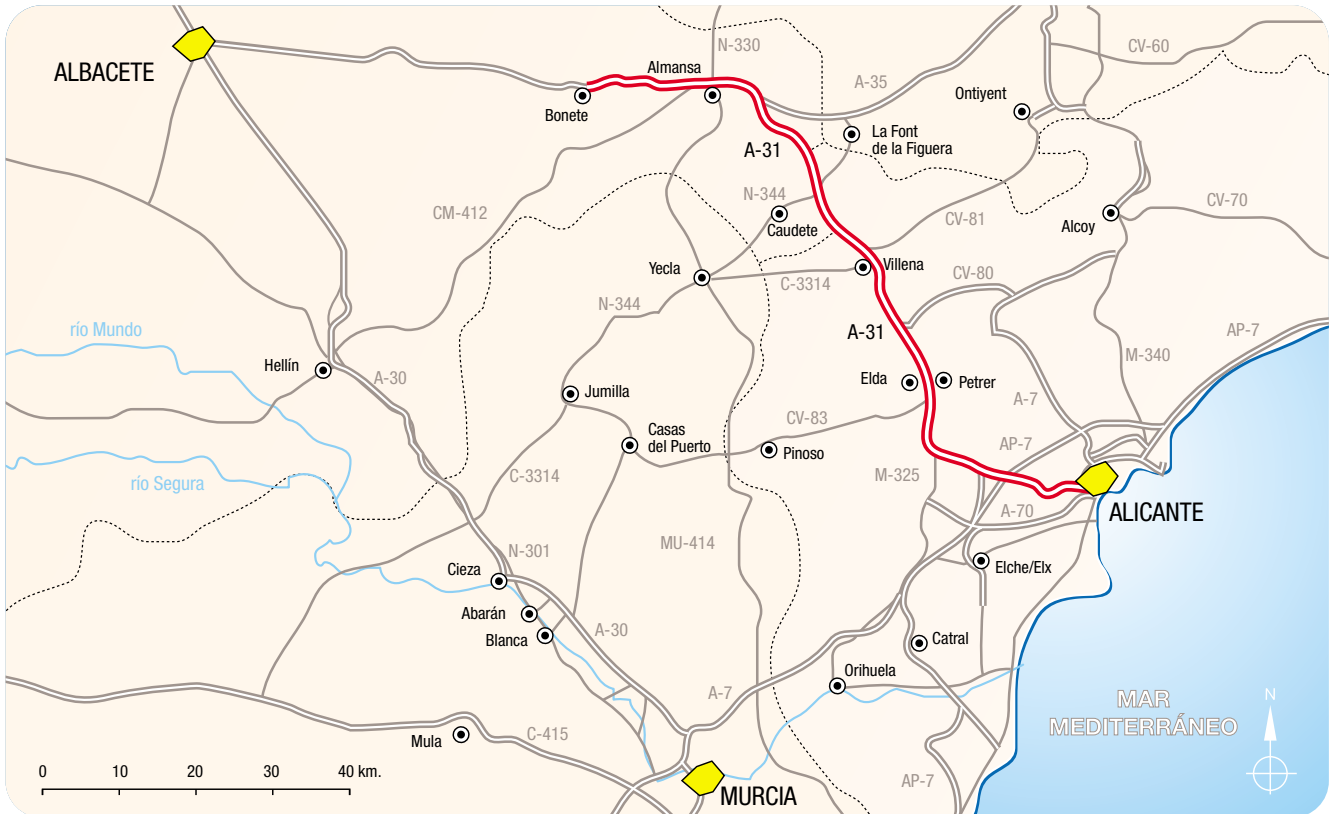 N-330
CV-60
ALBACETE
Almansa
A-35
Bonete
Ontiyent
La Font
de la Figuera
A-31
N-344
CM-412
Caudete
CV-81
Alcoy
CV-70
Yecla
C-3314
Villena
CV-80
N-344
río Mundo
A-31
AP-7
Hellín
A-30
Elda
Petrer
M-340
Jumilla
A-7
CV-83
Casas
del Puerto
Pinoso
AP-7
C-3314
M-325
río Segura
A-70
ALICANTE
MU-414
N-301
Cieza
Elche/Elx
Abarán
Blanca
A-30
Catral
Orihuela
A-7
MAR
MEDITERRÁNEO
N
Mula
C-415
0 10 20 30 40 km.
AP-7
MURCIA